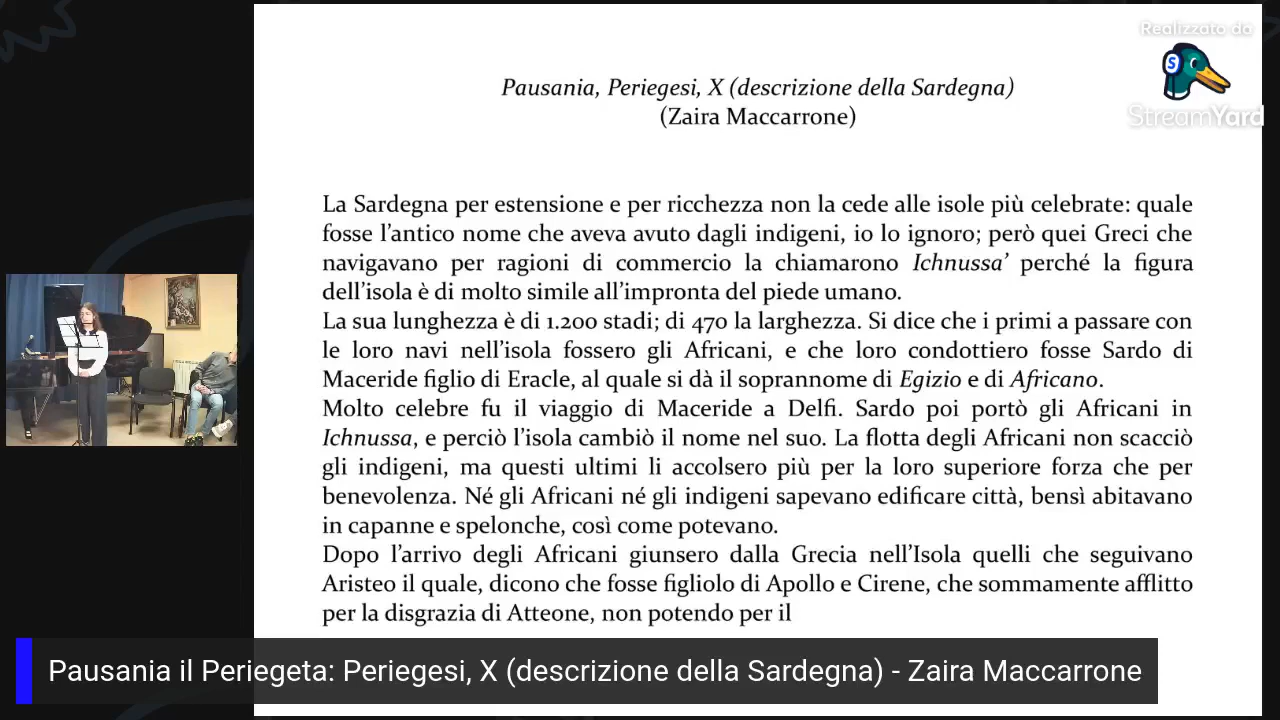 Realizzato da
StreamYard
Pausania, Periegesi, X (descrizione della Sardegna)
(Zaira Maccarrone)
La Sardegna per estensione e per ricchezza non la cede alle isole più celebrate: quale
fosse l’antico nome che aveva avuto dagli indigeni, io lo ignoro; però quei Greci che
navigavano per ragioni di commercio la chiamarono Ichnussa’ perché la figura
dell’isola è di molto simile all’impronta del piede umano.
La sua lunghezza è di 1.200 stadi; di 470 la larghezza. Si dice che i primi a passare con
le loro navi nell’isola fossero gli Africani, e che loro condottiero fosse Sardo di
Maceride figlio di Eracle, al quale si dà il soprannome di Egizio e di Africano.
Molto celebre fu il viaggio di Maceride a Delfi. Sardo poi portò gli Africani in
Ichnussa, e perciò l’isola cambiò il nome nel suo. La flotta degli Africani non scacciò
gli indigeni, ma questi ultimi li accolsero più per la loro superiore forza che per
benevolenza. Né gli Africani né gli indigeni sapevano edificare città, bensì abitavano
in capanne e spelonche, così come potevano.
Dopo l’arrivo degli Africani giunsero dalla Grecia nell’Isola quelli che seguivano
Aristeo il quale, dicono che fosse figliolo di Apollo e Cirene, che sommamente afflitto
per la disgrazia di Atteone, non potendo per il
Pausania il Periegeta: Periegesi, X (descrizione della Sardegna) - Zaira Maccarrone